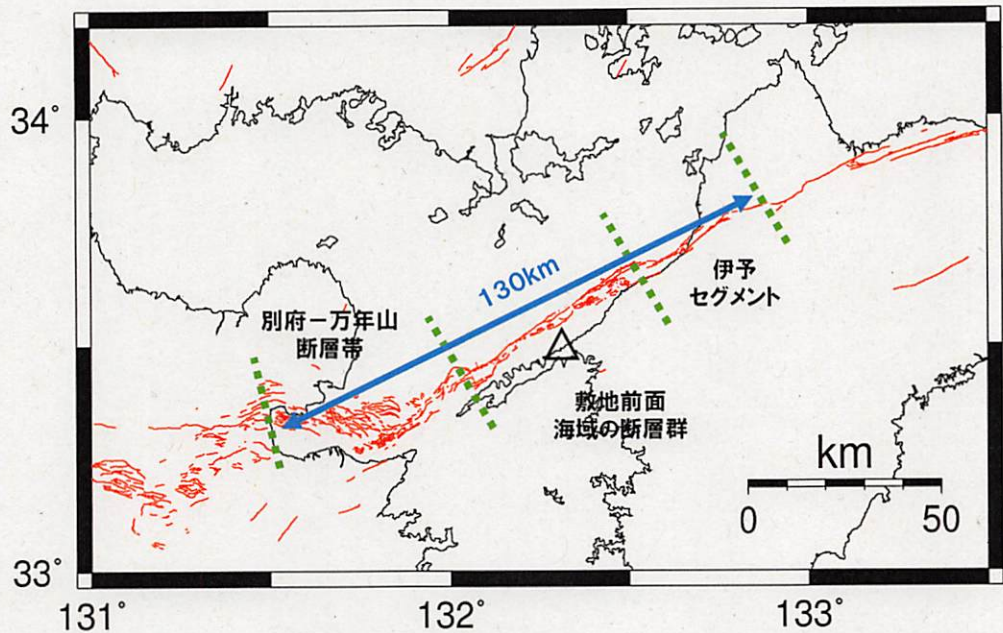 34°
130km
伊予
セグメント
別府ー万年山
断層帯
敷地前面
海域の断層群
km
0
50
33°
131°
132°
133°